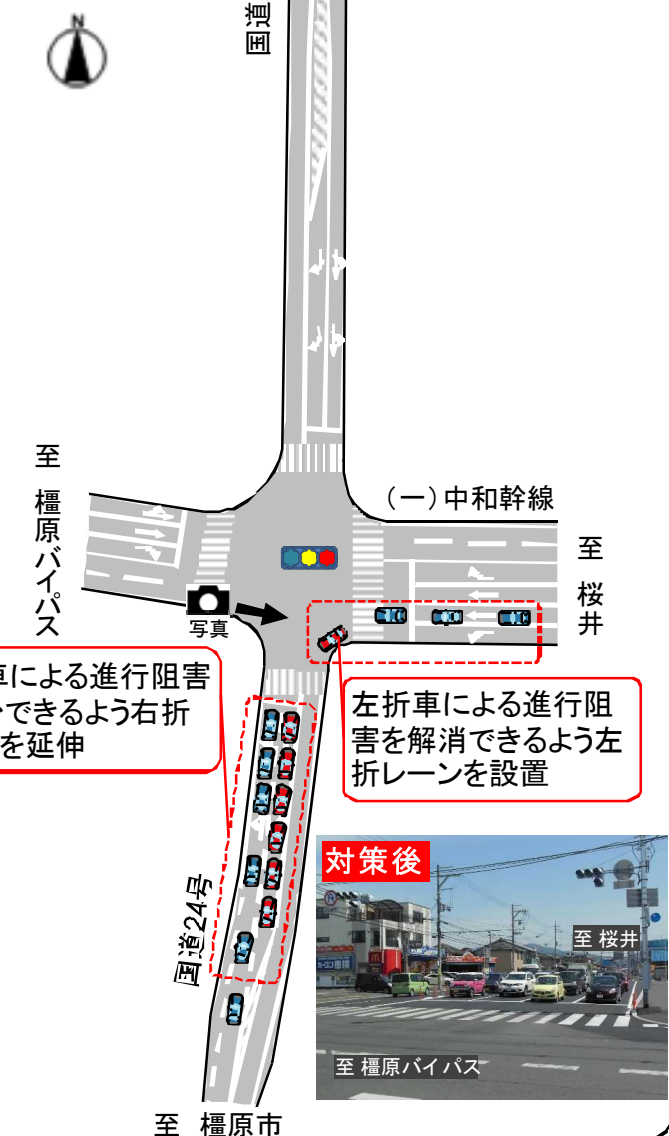 N
国道
至 橿原バイパス
(一)中和幹線
至 桜井
写真
車による進行阻害
できるよう右折
を延伸
左折車による進行阻
害を解消できるよう左
折レーンを設置
国道24号
対策後
至 桜井
至 橿原バイパス
至 橿原市